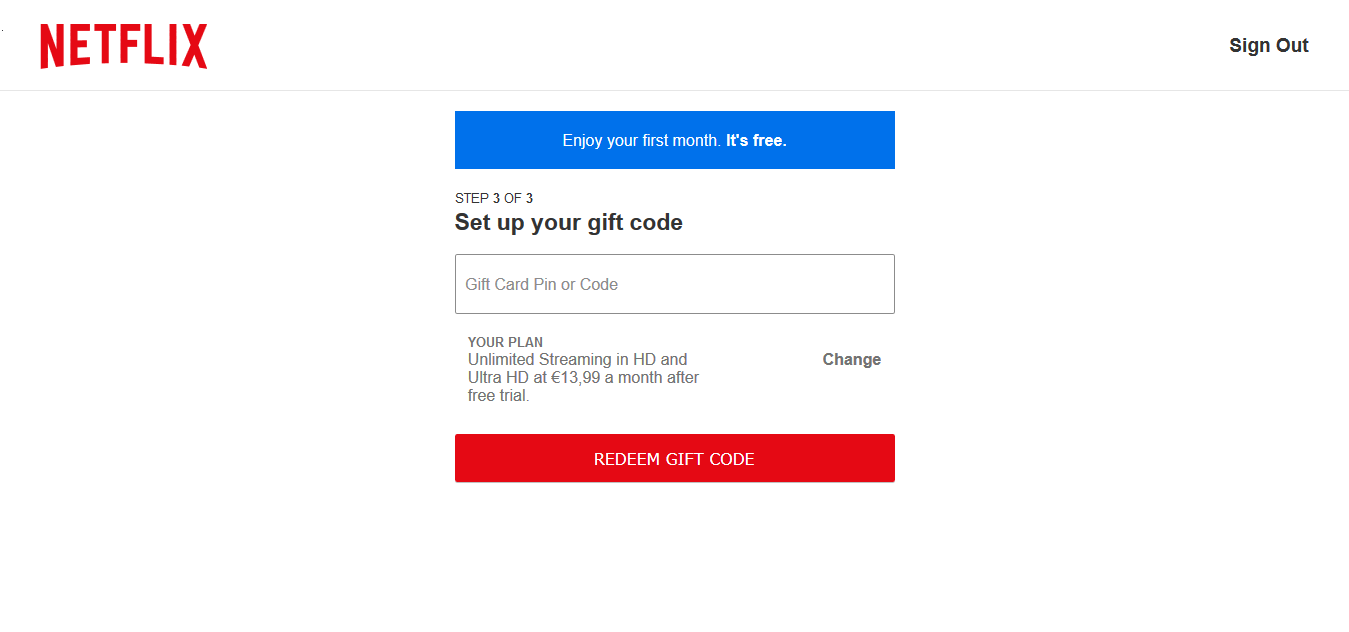 NETFLIX
Sign Out
Enjoy your first month. It's free.
STEP 3 OF 3
Set up your gift code
Gift Card Pin or Code
YOUR PLAN
Unlimited Streaming in HD and
Change
Ultra HD at €13,99 a month after
free trial.
REDEEM GIFT CODE